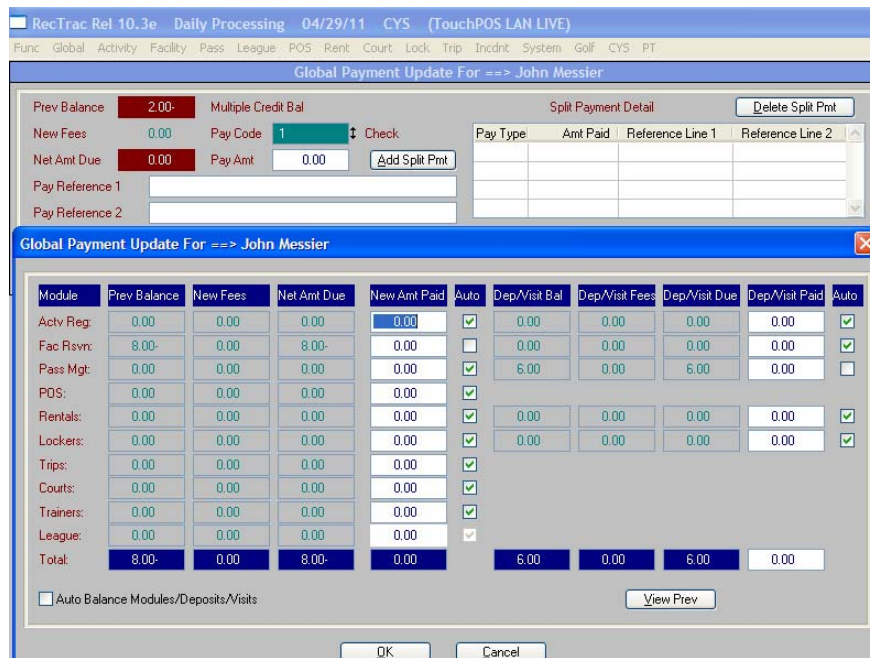 RecTrac Rel 10.3e Daily Processing 04/29/11 CYS (TouchPOS LAN LIVE)
Func Global Activity Facility Pass League POS Rent Court Lock Trip Incdnt System Golf CYS PT
Global Payment Update For ==> John Messier
Prev Balance 2.00- Multiple Credit Bal Split Payment Detail Delete Split Pmt
New Fees 0.00 Pay Code 1 Check Pay Type Amt Paid Reference Line 1 Reference Line 2
Net Amt Due 0.00 Pay Amt 0.00 Add Split Pmt
Pay Reference 1
Pay Reference 2
Global Payment Update For ==> John Messier
Module Prev Balance New Fees Net Amt Due New Amt Paid Auto Dep/Visit Bal Dep/Visit Fees Dep/Visit Due Dep/Visit Paid Auto
Actv Reg: 0.00 0.00 0.00 0.00 0.00 0.00 0.00 0.00
Fac Rsvn: 8.00- 0.00 8.00- 0.00 0.00 0.00 0.00 0.00
Pass Mgt: 0.00 0.00 0.00 0.00 6.00 0.00 6.00 0.00
POS: 0.00 0.00 0.00 0.00
Rentals: 0.00 0.00 0.00 0.00 0.00 0.00 0.00 0.00
Lockers: 0.00 0.00 0.00 0.00 0.00 0.00 0.00 0.00
Trips: 0.00 0.00 0.00 0.00
Courts: 0.00 0.00 0.00 0.00
Trainers: 0.00 0.00 0.00 0.00
League: 0.00 0.00 0.00 0.00
Total: 8.00- 0.00 8.00- 0.00 6.00 0.00 6.00 0.00
Auto Balance Modules/Deposits/Visits View Prev
OK Cancel